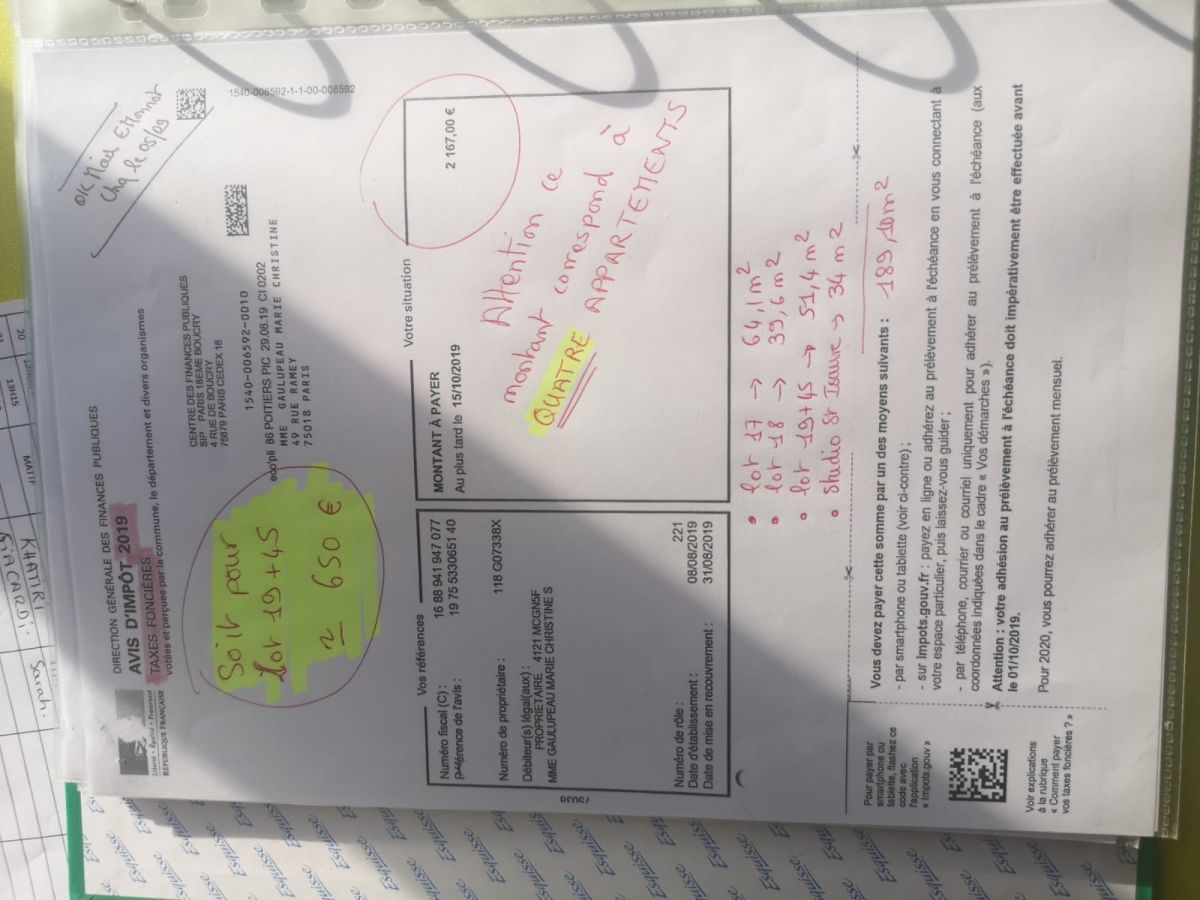 OK Mail EMonnot
Chq le 05/09
1540-006592-1-1-00-006592
Liberté • Égalité • Fraternité
RÉPUBLIQUE FRANÇAISE
DIRECTION GÉNÉRALE DES FINANCES PUBLIQUES
AVIS D'IMPÔT 2019
TAXES FONCIÈRES
votées et perçues par la commune, le département et divers organismes
CENTRE DES FINANCES PUBLIQUES
SIP PARIS 18EME BOUCRY
4 RUE DE BOUCRY
75879 PARIS CEDEX 18
1540-006592-0010
eco'pli 86 POITIERS PIC 29.08.19 CI 0202
MME GAULUPEAU MARIE CHRISTINE
49 RUE RAMEY
75018 PARIS
Soit pour
lot 19+45
≃ 650 €
Vos références
Numéro fiscal (C) : 16 88 941 947 077
Référence de l'avis : 19 75 5330651 40
Numéro de propriétaire : 118 G07338X
Débiteur(s) légal(aux) :
PROPRIETAIRE 4121 MCGN5F
MME GAULUPEAU MARIE CHRISTINE S
Numéro de rôle : 221
Date d'établissement : 08/08/2019
Date de mise en recouvrement : 31/08/2019
Votre situation
MONTANT À PAYER
Au plus tard le 15/10/2019
2 167,00 €
Attention ce
montant correspond à
QUATRE APPARTEMENTS
• lot 17 → 64,1 m2
• lot 18 → 39,6 m2
• lot 19+45 → 51,4 m2
• Studio St Isaure → 34 m2
189,10 m2
Pour payer par
smartphone ou
tablette, flashez ce
code avec
l'application
« Impots.gouv »
Voir explications
à la rubrique
« Comment payer
vos taxes foncières ? »
Vous devez payer cette somme par un des moyens suivants :
- par smartphone ou tablette (voir ci-contre) ;
- sur impots.gouv.fr : payez en ligne ou adhérez au prélèvement à l'échéance en vous connectant à
votre espace particulier, puis laissez-vous guider ;
- par téléphone, courrier ou courriel uniquement pour adhérer au prélèvement à l'échéance (aux
coordonnées indiquées dans le cadre « Vos démarches »).
Attention : votre adhésion au prélèvement à l'échéance doit impérativement être effectuée avant
le 01/10/2019.
Pour 2020, vous pourrez adhérer au prélèvement mensuel.
20
13H15
MATIF
KHATIRI
GIACARDI
Sarah
Esquisse